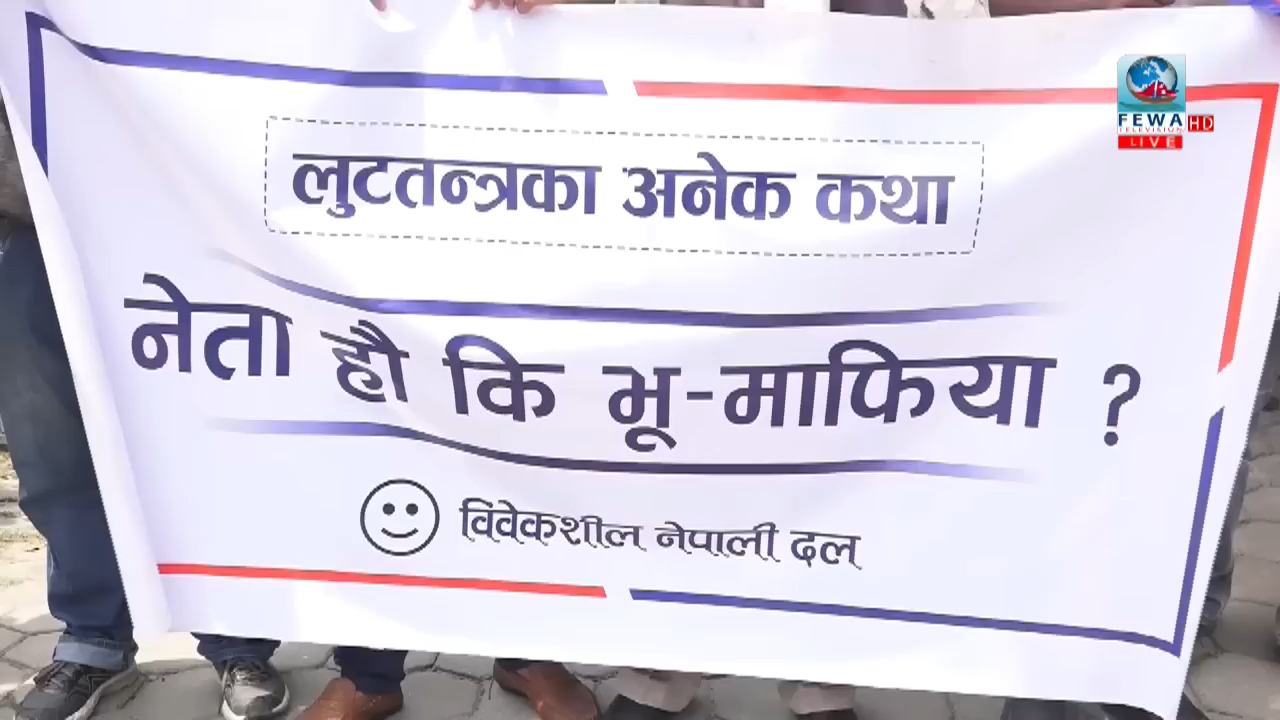 FEWA HD
TELEVISION
LIVE
लुटतन्त्रका अनेक कथा
नेता हौ कि भू-माफिया ?
विवेकशील नेपाली दल